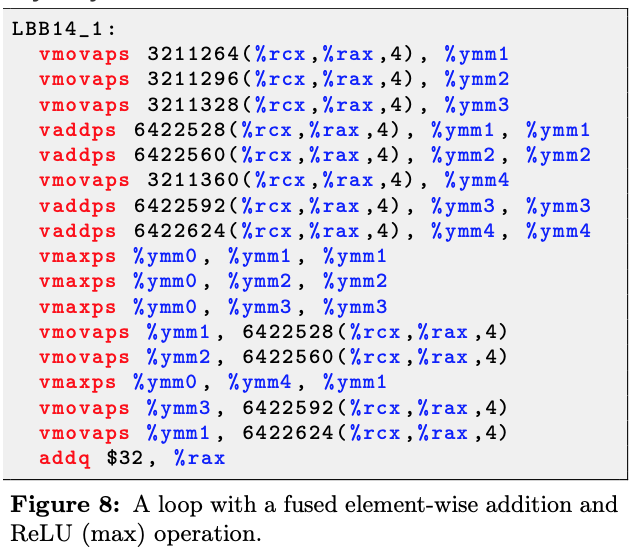 LBB14_1:
vmovaps 3211264(%rcx,%rax,4), %ymm1
vmovaps 3211296(%rcx,%rax,4), %ymm2
vmovaps 3211328(%rcx,%rax,4), %ymm3
vaddps 6422528(%rcx,%rax,4), %ymm1, %ymm1
vaddps 6422560(%rcx,%rax,4), %ymm2, %ymm2
vmovaps 3211360(%rcx,%rax,4), %ymm4
vaddps 6422592(%rcx,%rax,4), %ymm3, %ymm3
vaddps 6422624(%rcx,%rax,4), %ymm4, %ymm4
vmaxps %ymm0, %ymm1, %ymm1
vmaxps %ymm0, %ymm2, %ymm2
vmaxps %ymm0, %ymm3, %ymm3
vmovaps %ymm1, 6422528(%rcx,%rax,4)
vmovaps %ymm2, 6422560(%rcx,%rax,4)
vmaxps %ymm0, %ymm4, %ymm1
vmovaps %ymm3, 6422592(%rcx,%rax,4)
vmovaps %ymm1, 6422624(%rcx,%rax,4)
addq $32, %rax
Figure 8: A loop with a fused element-wise addition and
ReLU (max) operation.